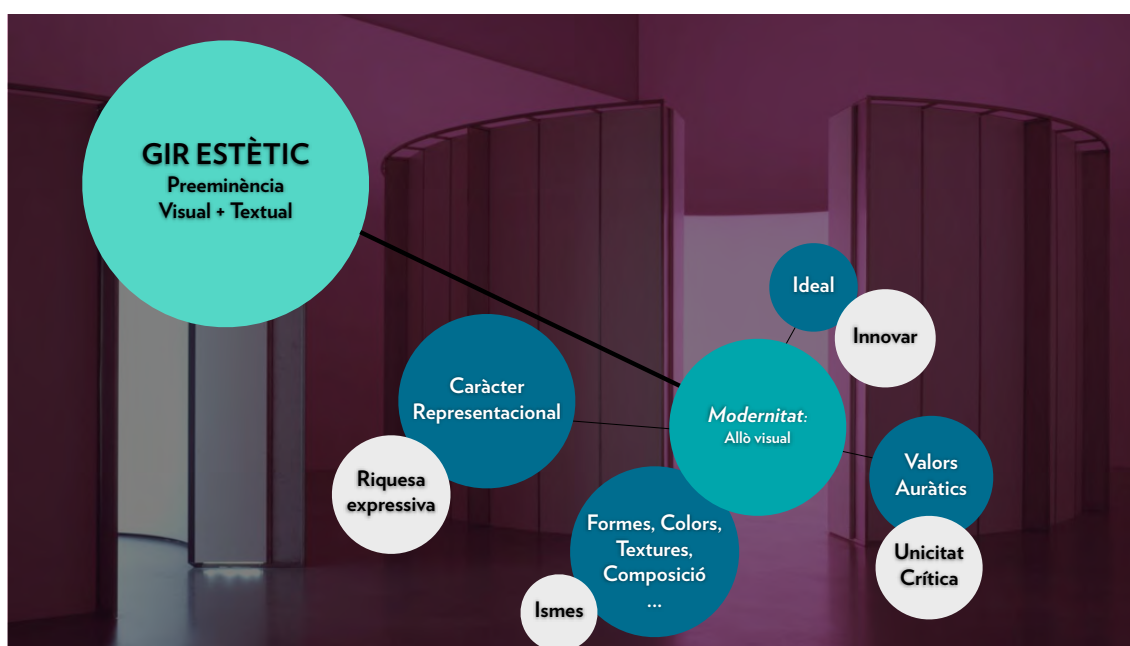 GIR ESTÈTIC
Preeminència
Visual + Textual
Ideal
Innovar
Caràcter
Representacional
Modernitat:
Allò visual
Riquesa
expressiva
Valors
Auràtics
Formes, Colors,
Textures,
Composició
...
Unicitat
Crítica
Ismes